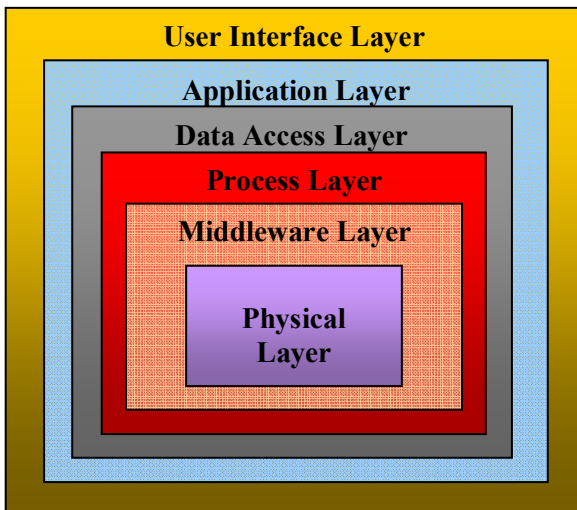 User Interface Layer
Application Layer
Data Access Layer
Process Layer
Middleware Layer
Physical
Layer